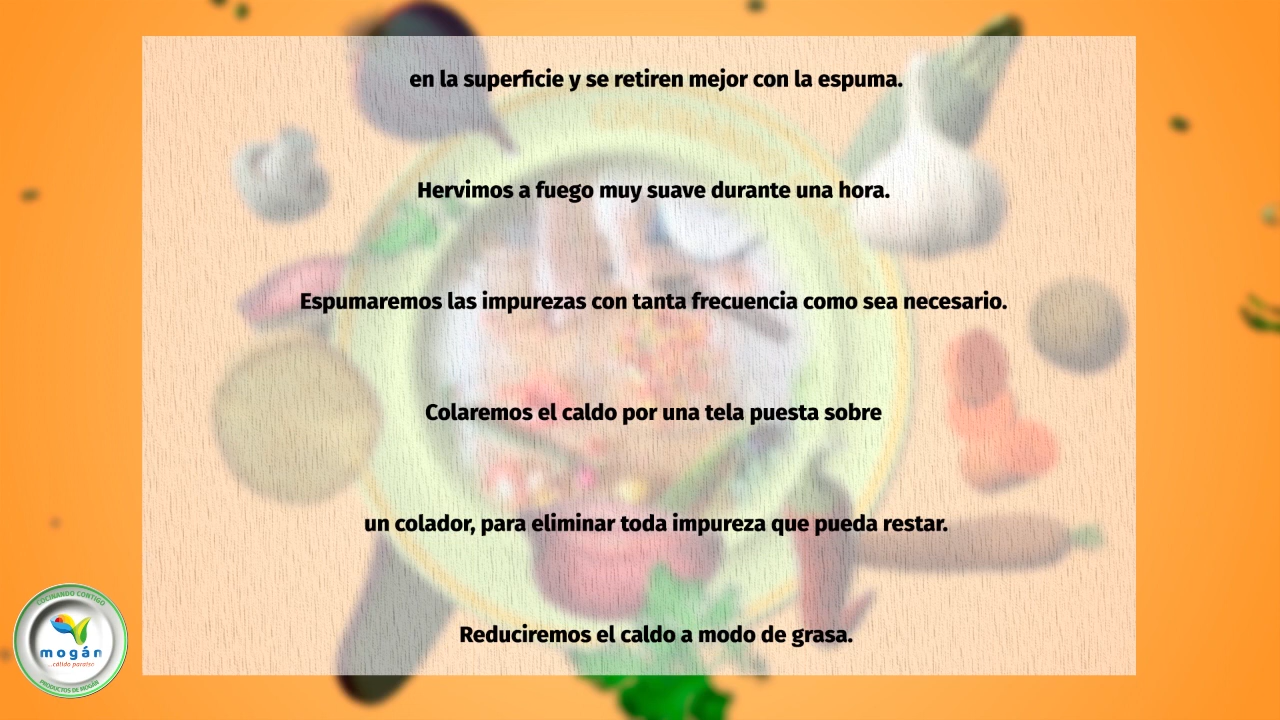 en la superficie y se retiren mejor con la espuma.
Hervimos a fuego muy suave durante una hora.
Espumaremos las impurezas con tanta frecuencia como sea necesario.
Colaremos el caldo por una tela puesta sobre
un colador, para eliminar toda impureza que pueda restar.
Reduciremos el caldo a modo de grasa.
COCINANDO CONTIGO
mogán
...cálido paraíso
PRODUCTOS DE MOGÁN